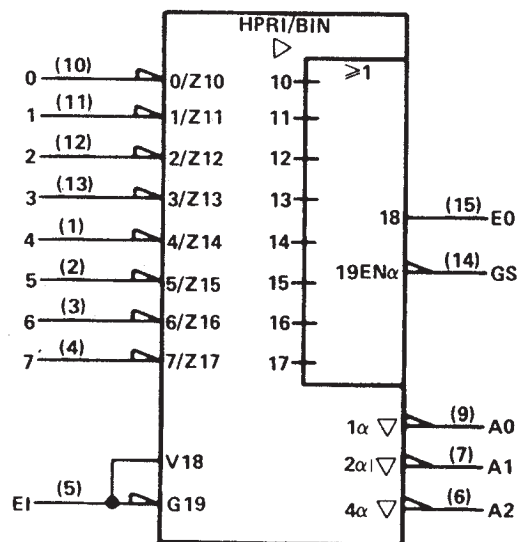 HPRI/BIN
▷
≥1
0 (10) 0/Z10 10
1 (11) 1/Z11 11
2 (12) 2/Z12 12
3 (13) 3/Z13 13
4 (1) 4/Z14 14
5 (2) 5/Z15 15
6 (3) 6/Z16 16
7 (4) 7/Z17 17
18 (15) EO
19ENα (14) GS
1α ▽ (9) A0
2α ▽ (7) A1
4α ▽ (6) A2
V18
EI (5) G19